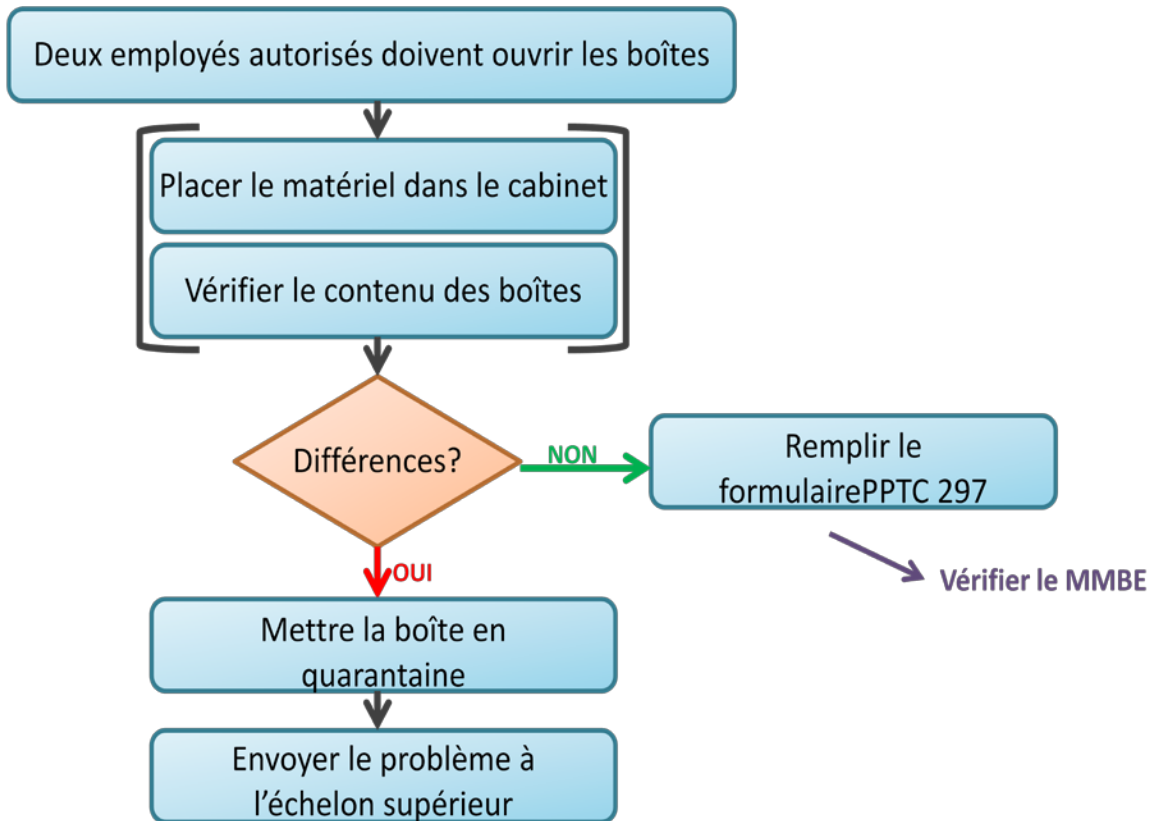 Deux employés autorisés doivent ouvrir les boîtes
Placer le matériel dans le cabinet
Vérifier le contenu des boîtes
Différences?
NON
Remplir le
formulairePPTC 297
Vérifier le MMBE
OUI
Mettre la boîte en
quarantaine
Envoyer le problème à
l’échelon supérieur